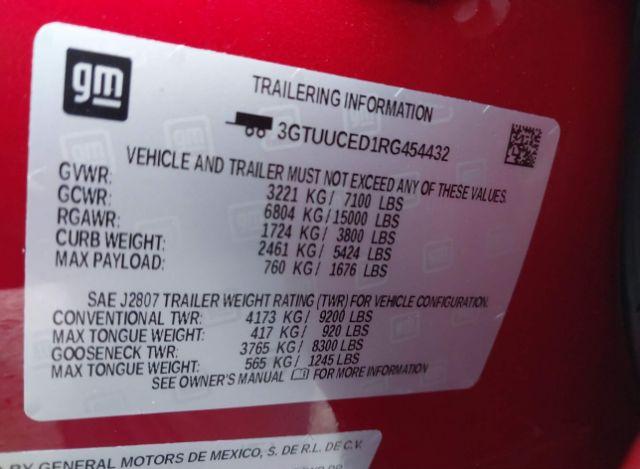 gm
TRAILERING INFORMATION
3GTUUCED1RG454432
VEHICLE AND TRAILER MUST NOT EXCEED ANY OF THESE VALUES.
GVWR: 3221 KG/ 7100 LBS
GCWR: 6804 KG/15000 LBS
RGAWR: 1724 KG/ 3800 LBS
CURB WEIGHT: 2461 KG/ 5424 LBS
MAX PAYLOAD: 760 KG/ 1676 LBS
SAE J2807 TRAILER WEIGHT RATING (TWR) FOR VEHICLE CONFIGURATION.
CONVENTIONAL TWR: 4173 KG/ 9200 LBS
MAX TONGUE WEIGHT: 417 KG/ 920 LBS
GOOSENECK TWR: 3765 KG/ 8300 LBS
MAX TONGUE WEIGHT: 565 KG/ 1245 LBS
SEE OWNER'S MANUAL FOR MORE INFORMATION
BY GENERAL MOTORS DE MEXICO, S. DE R.L. DE C.V.